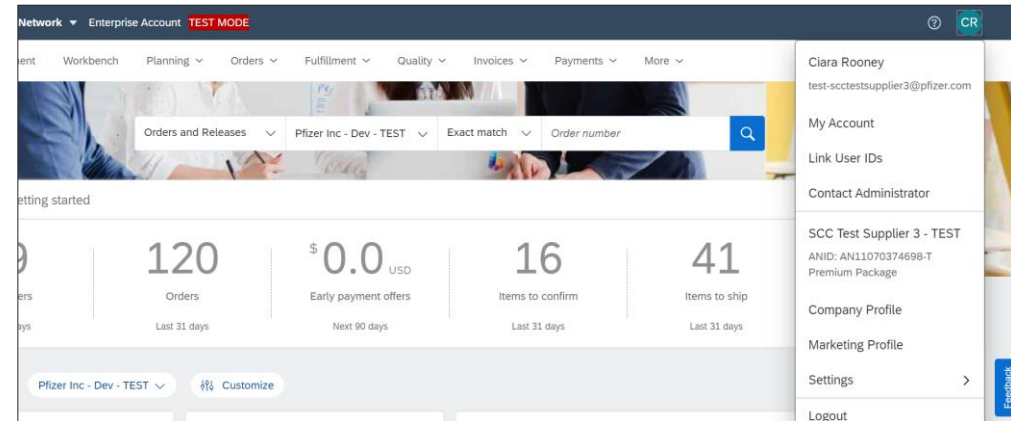 Network Enterprise Account TEST MODE
CR
Workbench Planning Orders Fulfillment Quality Invoices Payments More
Orders and Releases Pfizer Inc - Dev - TEST Exact match Order number
etting started
120
Orders
Last 31 days
$ 0.0 USD
Early payment offers
Next 90 days
16
Items to confirm
Last 31 days
41
Items to ship
Last 31 days
Pfizer Inc - Dev - TEST Customize
Ciara Rooney
test-scctestsupplier3@pfizer.com
My Account
Link User IDs
Contact Administrator
SCC Test Supplier 3 - TEST
ANID: AN11070374698-T
Premium Package
Company Profile
Marketing Profile
Settings
Logout
Feedback